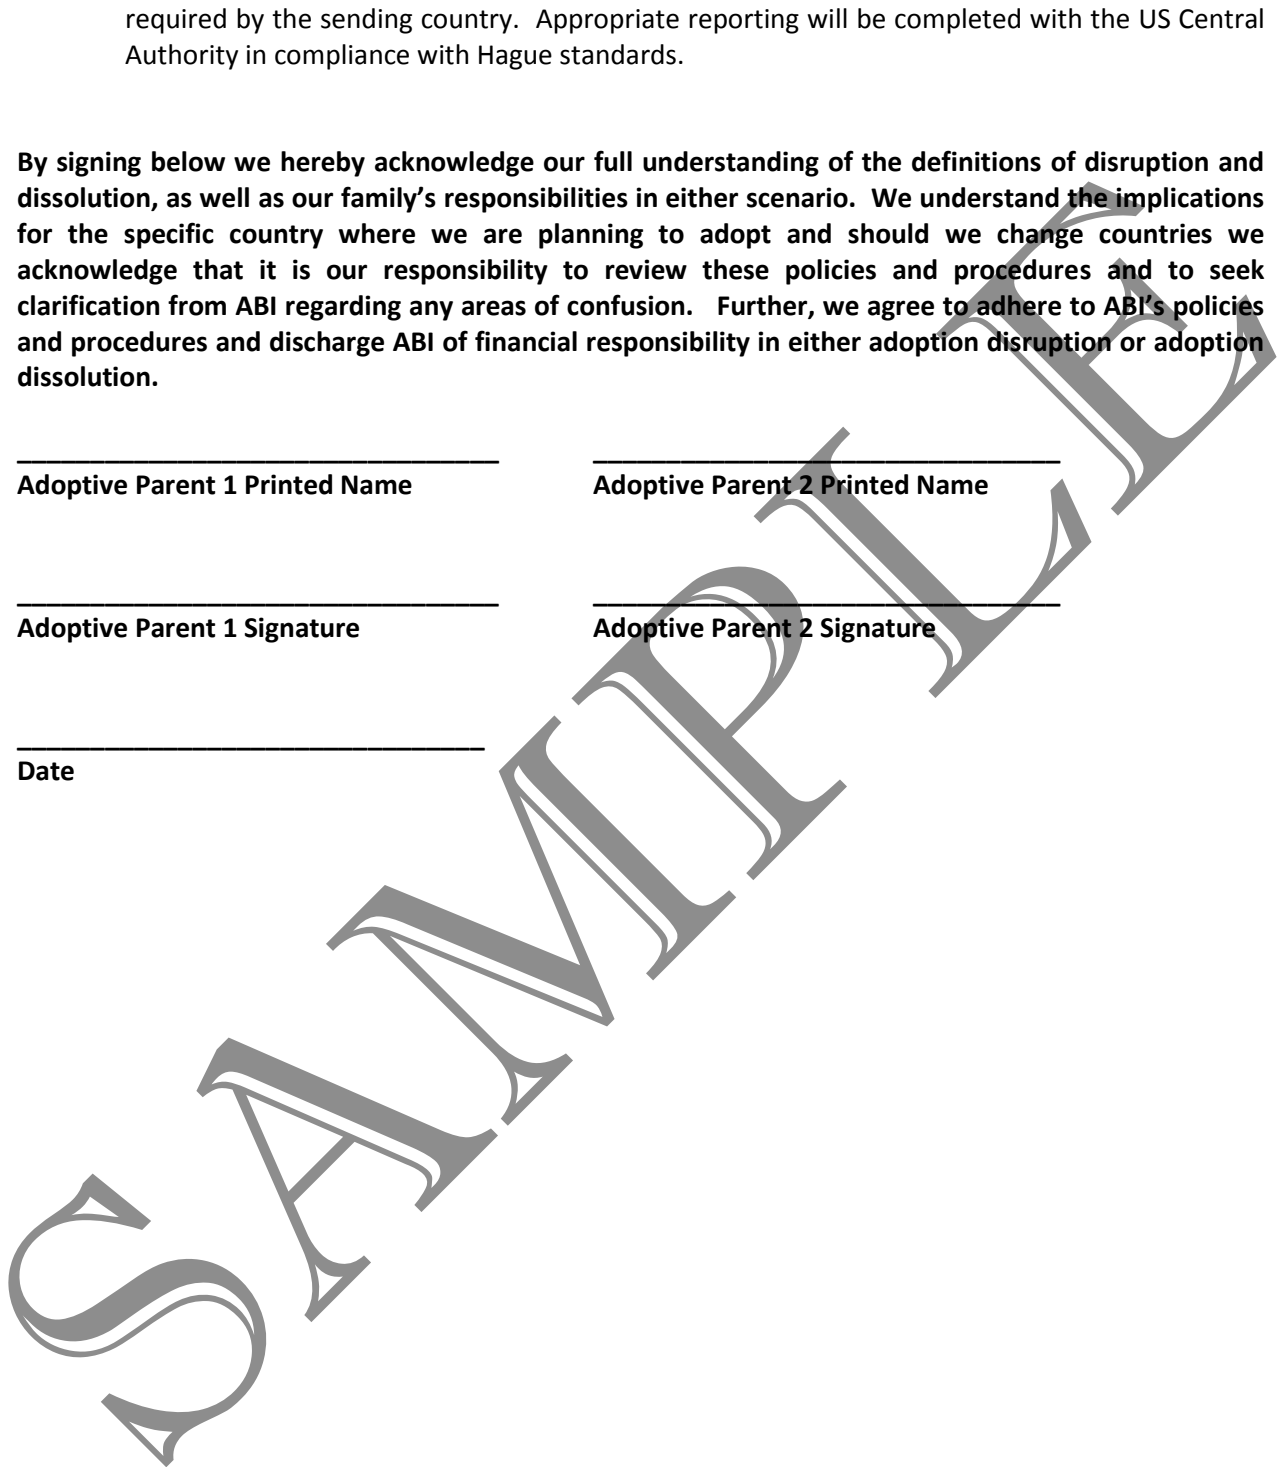 required by the sending country.  Appropriate reporting will be completed with the US Central
Authority in compliance with Hague standards.
By signing below we hereby acknowledge our full understanding of the definitions of disruption and
dissolution, as well as our family’s responsibilities in either scenario.  We understand the implications
for the specific country where we are planning to adopt and should we change countries we
acknowledge that it is our responsibility to review these policies and procedures and to seek
clarification from ABI regarding any areas of confusion.   Further, we agree to adhere to ABI’s policies
and procedures and discharge ABI of financial responsibility in either adoption disruption or adoption
dissolution.
Adoptive Parent 1 Printed Name    Adoptive Parent 2 Printed Name
Adoptive Parent 1 Signature    Adoptive Parent 2 Signature
Date
SAMPLE